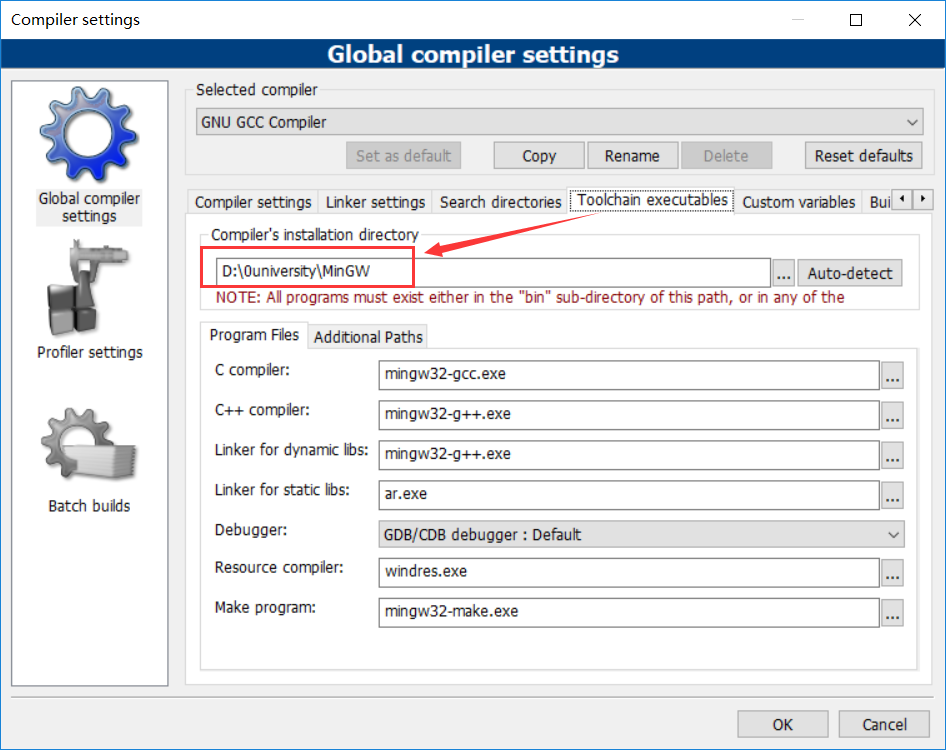 Compiler settings
Global compiler settings
Global compiler
settings
Profiler settings
Batch builds
Selected compiler
GNU GCC Compiler
Set as default
Copy
Rename
Delete
Reset defaults
Compiler settings
Linker settings
Search directories
Toolchain executables
Custom variables
Bui
Compiler's installation directory
D:\0university\MinGW
...
Auto-detect
NOTE: All programs must exist either in the "bin" sub-directory of this path, or in any of the
Program Files
Additional Paths
C compiler:
mingw32-gcc.exe
...
C++ compiler:
mingw32-g++.exe
...
Linker for dynamic libs:
mingw32-g++.exe
...
Linker for static libs:
ar.exe
...
Debugger:
GDB/CDB debugger : Default
Resource compiler:
windres.exe
...
Make program:
mingw32-make.exe
...
OK
Cancel